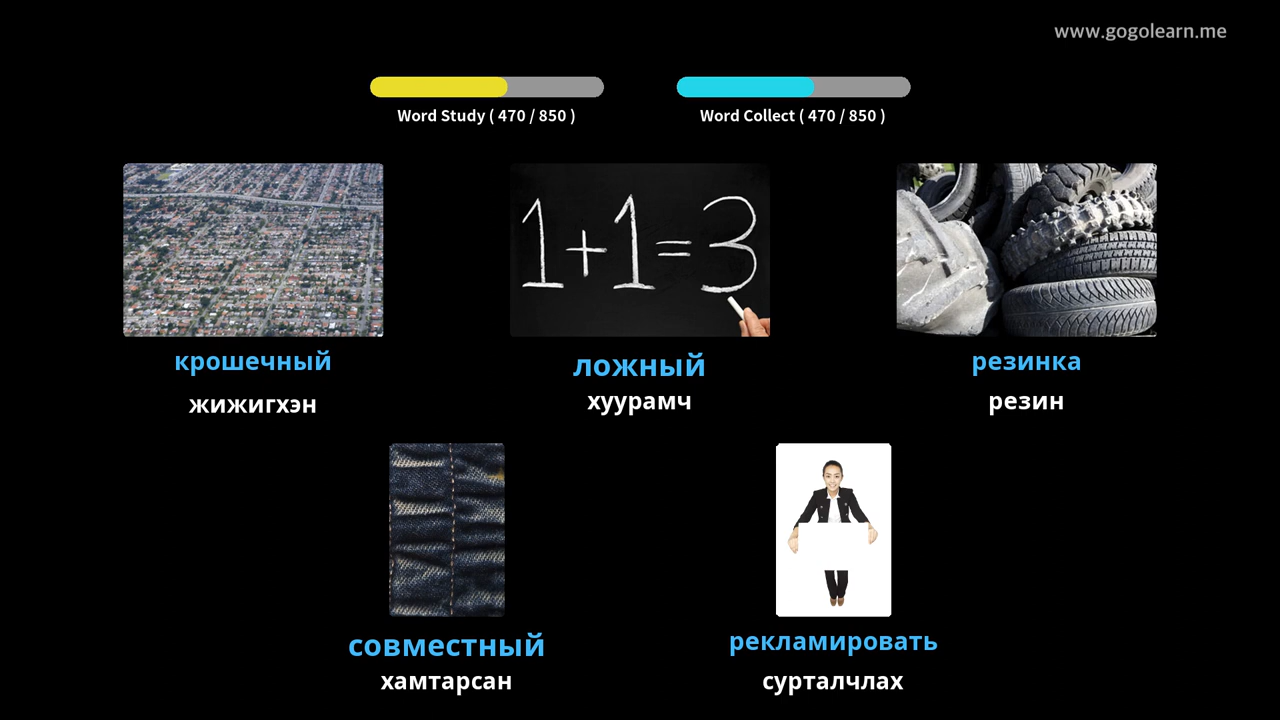 www.gogolearn.me
Word Study ( 470 / 850 )
Word Collect ( 470 / 850 )
1+1=3
крошечный
жижигхэн
ложный
хуурамч
резинка
резин
совместный
хамтарсан
рекламировать
сурталчлах